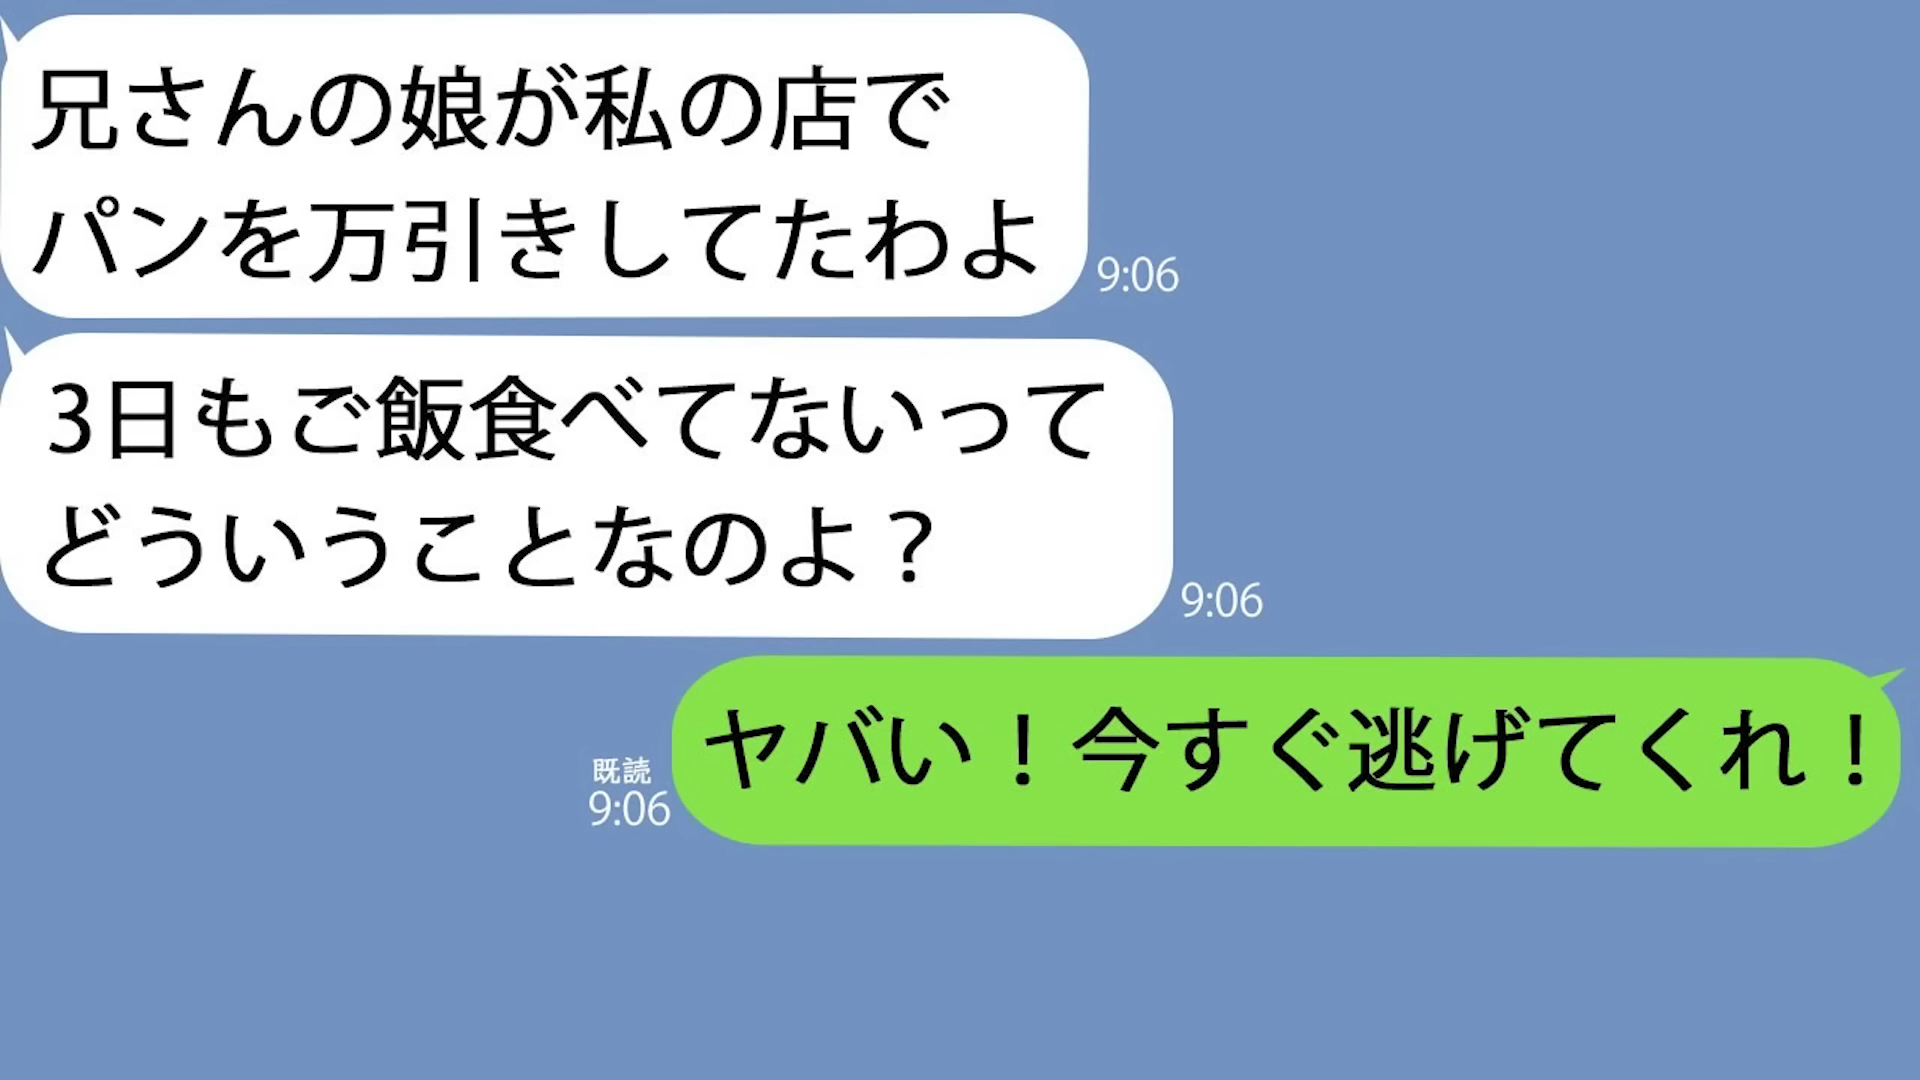 兄さんの娘が私の店で
パンを万引きしてたわよ
9:06
3日もご飯食べてないって
どういうことなのよ？
9:06
ヤバい！今すぐ逃げてくれ！
既読
9:06